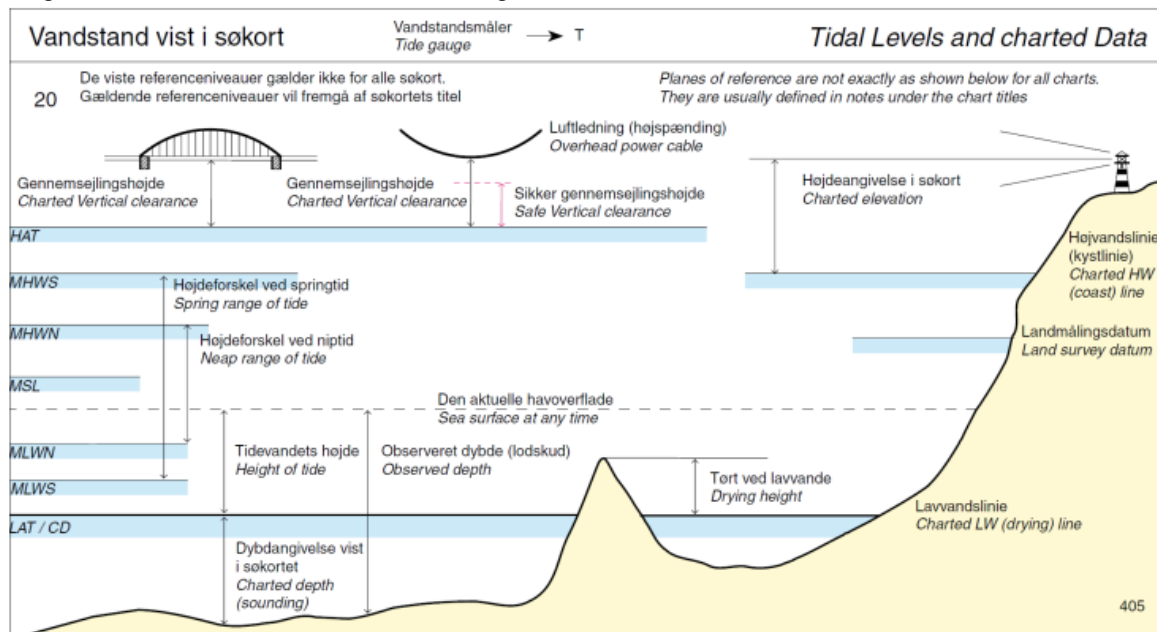 Vandstand vist i søkort
Vandstandsmåler
Tide gauge
T
Tidal Levels and charted Data
20
De viste referenceniveauer gælder ikke for alle søkort.
Gældende referenceniveauer vil fremgå af søkortets titel
Planes of reference are not exactly as shown below for all charts.
They are usually defined in notes under the chart titles
Luftledning (højspænding)
Overhead power cable
Gennemsejlingshøjde
Charted Vertical clearance
Gennemsejlingshøjde
Charted Vertical clearance
Sikker gennemsejlingshøjde
Safe Vertical clearance
Højdeangivelse i søkort
Charted elevation
HAT
Højvandslinie
(kystlinie)
Charted HW
(coast) line
MHWS
Højdeforskel ved springtid
Spring range of tide
MHWN
Højdeforskel ved niptid
Neap range of tide
Landmålingsdatum
Land survey datum
MSL
Den aktuelle havoverflade
Sea surface at any time
MLWN
Tidevandets højde
Height of tide
Observeret dybde (lodskud)
Observed depth
Tørt ved lavvande
Drying height
MLWS
Lavvandslinie
Charted LW (drying) line
LAT / CD
Dybdangivelse vist
i søkortet
Charted depth
(sounding)
405